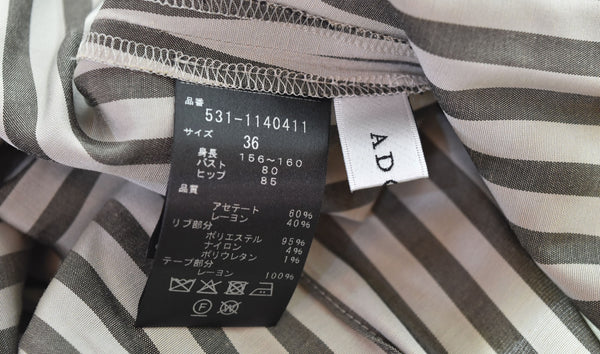 品番
531-1140411
サイズ
36
身長 156~160
バスト 80
ヒップ 85
品質
アセテート 60%
レーヨン 40%
リブ部分
ポリエステル 95%
ナイロン 4%
ポリウレタン 1%
テープ部分
レーヨン 100%
F W